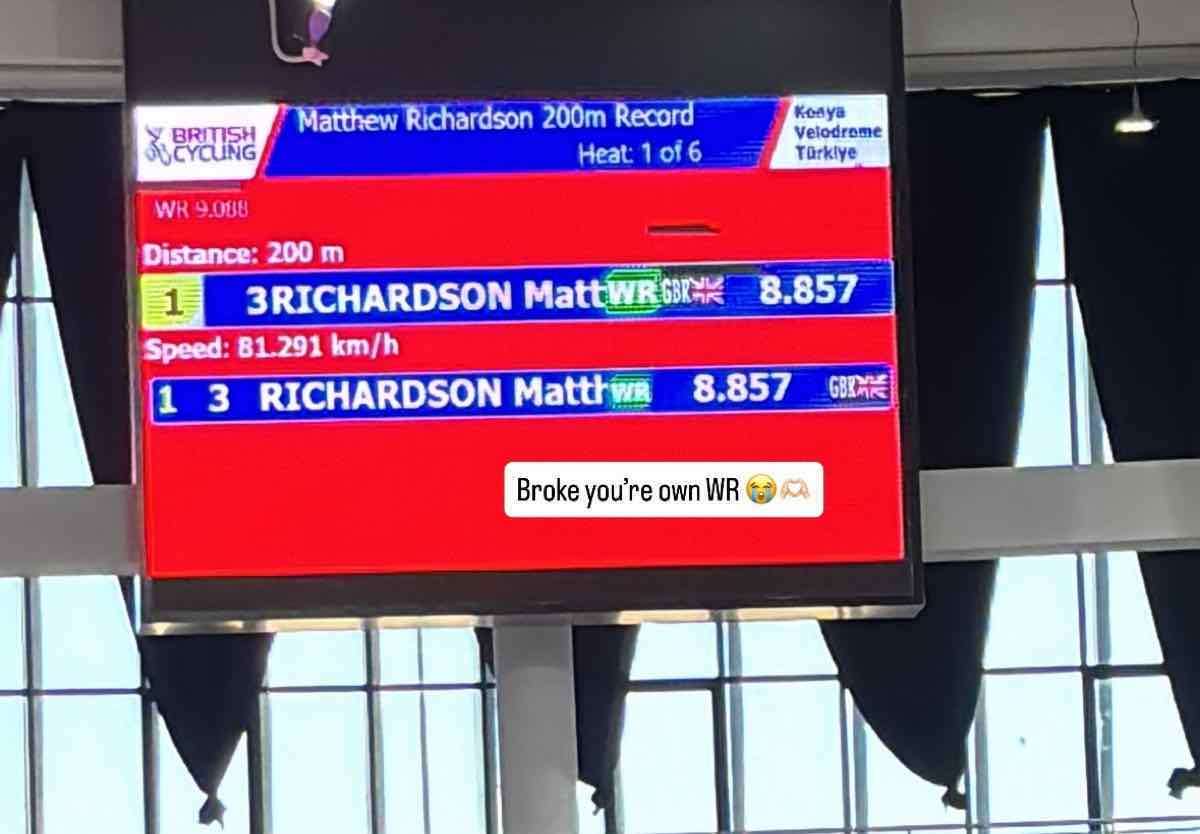 BRITISH
CYCLING
Matthew Richardson 200m Record
Heat: 1 of 6
Konya
Velodrome
Türkiye
WR 9.088
Distance: 200 m
1 3RICHARDSON Matt WR GBR 8.857
Speed: 81.291 km/h
1 3 RICHARDSON Matth WR 8.857 GBR
Broke you're own WR 😭🫶🏻